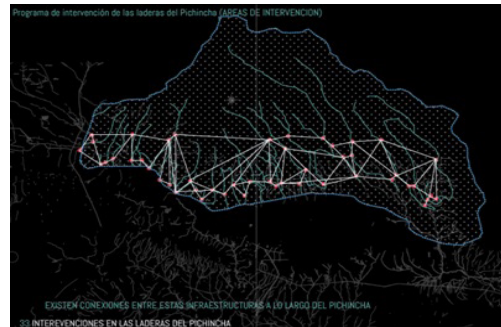 Programa de intervención de las laderas del Pichincha (AREAS DE INTERVENCION)
EXISTEN CONEXIONES ENTRE ESTAS INFRAESTRUCTURAS A LO LARGO DEL PICHINCHA
33 INTEREVENCIONES EN LAS LADERAS DEL PICHINCHA